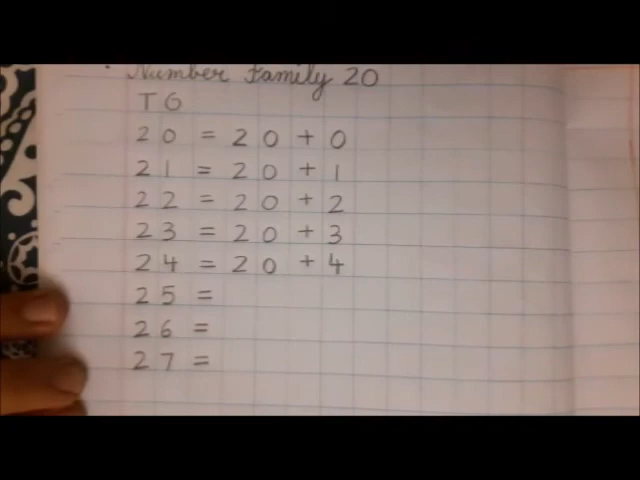 Number Family 20
T G
20 = 20 + 0
21 = 20 + 1
22 = 20 + 2
23 = 20 + 3
24 = 20 + 4
25 =
26 =
27 =